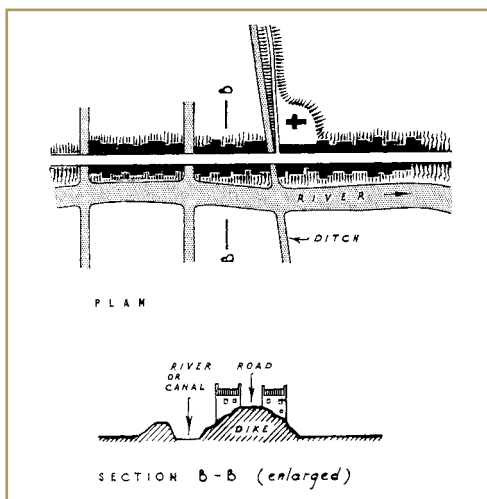 B
RIVER
B
DITCH
PLAN
RIVER
OR
CANAL
ROAD
DIKE
SECTION B-B (enlarged)